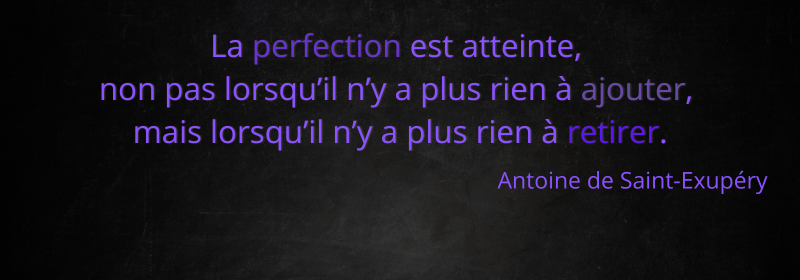 La perfection est atteinte,
non pas lorsqu’il n’y a plus rien à ajouter,
mais lorsqu’il n’y a plus rien à retirer.
Antoine de Saint-Exupéry